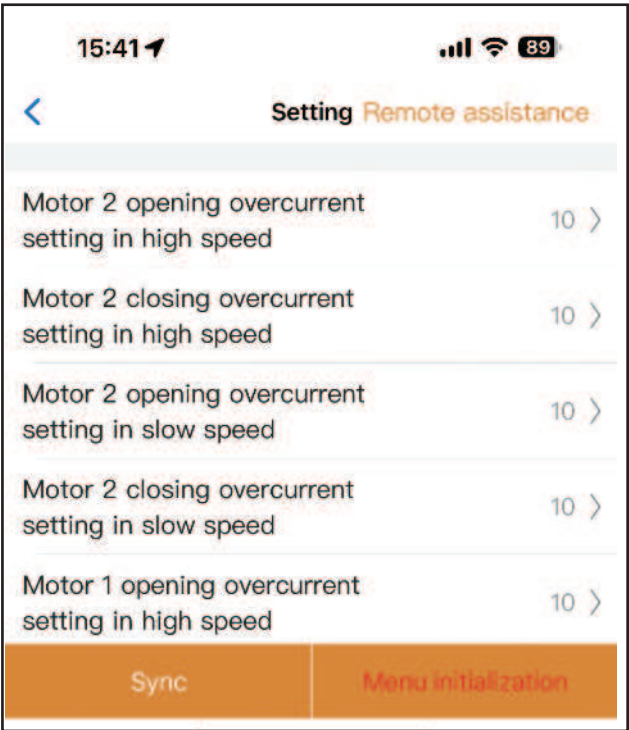 15:41 89
Setting Remote assistance
Motor 2 opening overcurrent
setting in high speed
10
Motor 2 closing overcurrent
setting in high speed
10
Motor 2 opening overcurrent
setting in slow speed
10
Motor 2 closing overcurrent
setting in slow speed
10
Motor 1 opening overcurrent
setting in high speed
10
Sync Menu initialization